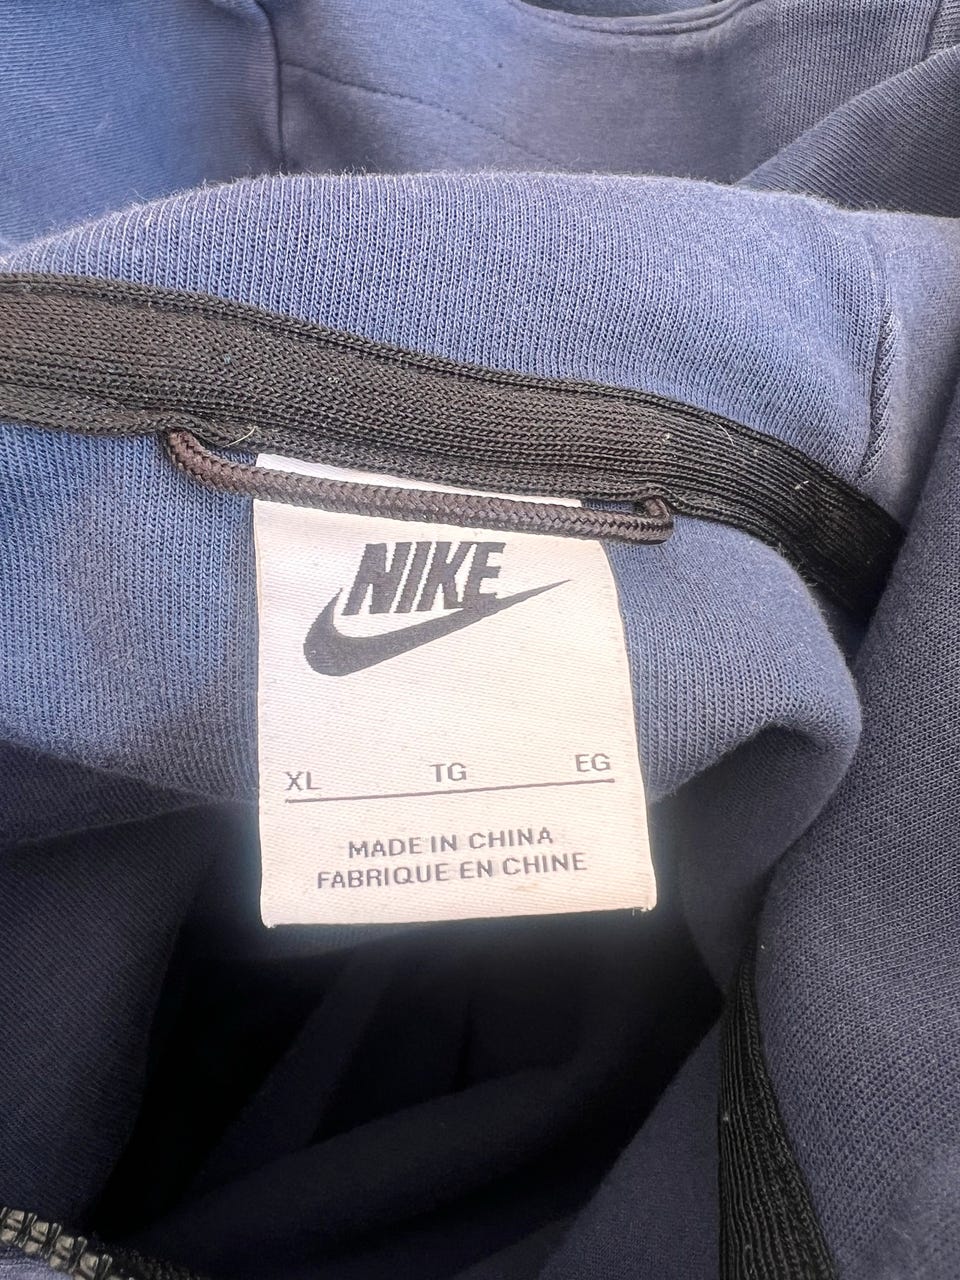 NIKE
XL TG EG
MADE IN CHINA
FABRIQUE EN CHINE